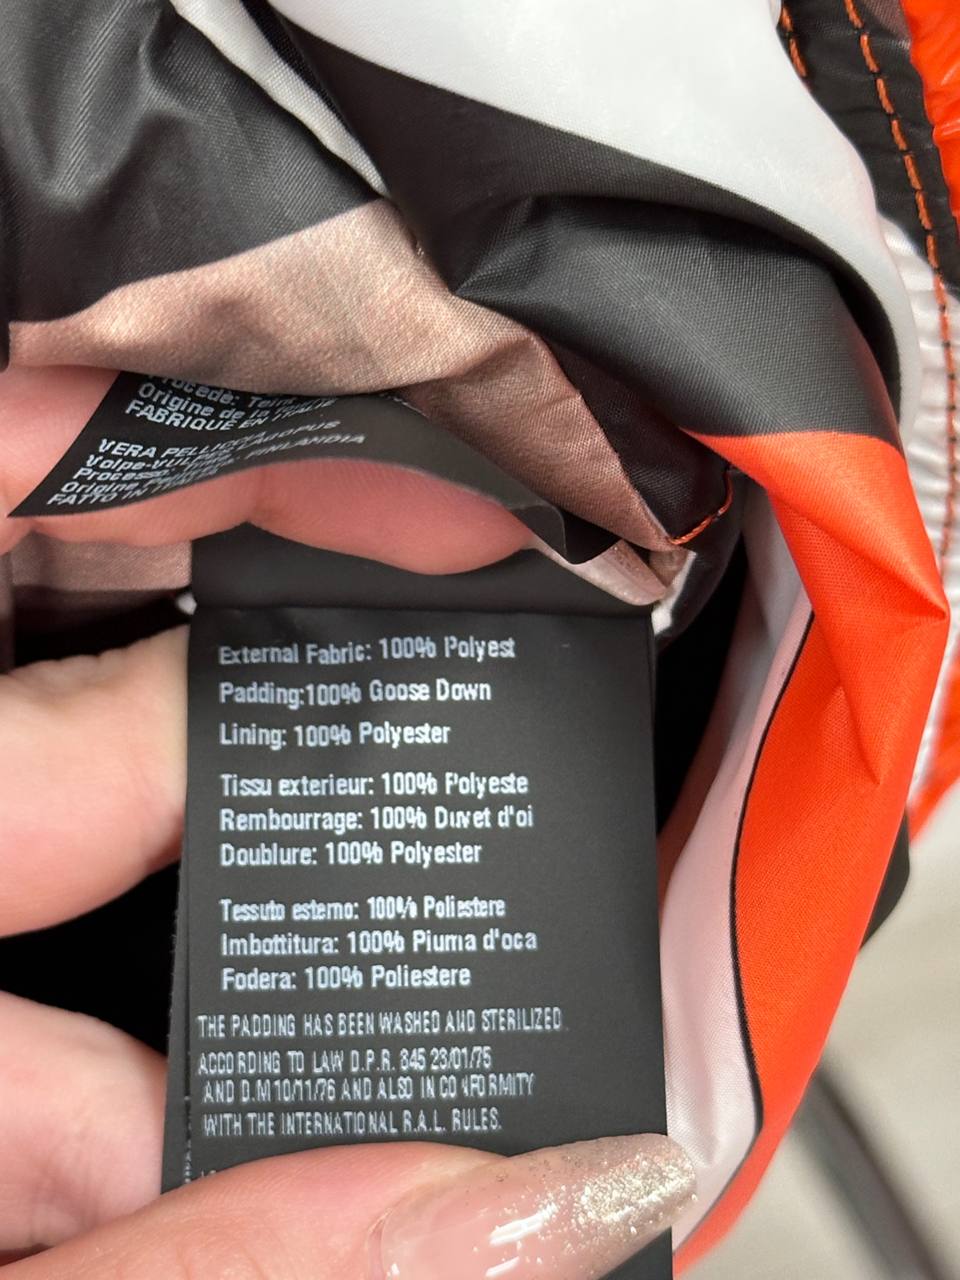 Procédé: Tein
Origine de la
FABRIQUÉ EN ITALIE
VERA PELLICCIA
Volpe-VULPES LAGOPUS
FINLANDIA
Origine
FATTO IN
External Fabric: 100% Polyest
Padding:100% Goose Down
Lining: 100% Polyester
Tissu exterieur: 100% Polyeste
Rembourrage: 100% Duvet d'oi
Doublure: 100% Polyester
Tessuto esterno: 100% Poliestere
Imbottitura: 100% Piuma d'oca
Fodera: 100% Poliestere
THE PADDING HAS BEEN WASHED AND STERILIZED
ACCORDING TO LAW D.P.R. 845 23/01/75
AND D.M 10/11/76 AND ALSO IN CONFORMITY
WITH THE INTERNATIONAL R.A.L. RULES.